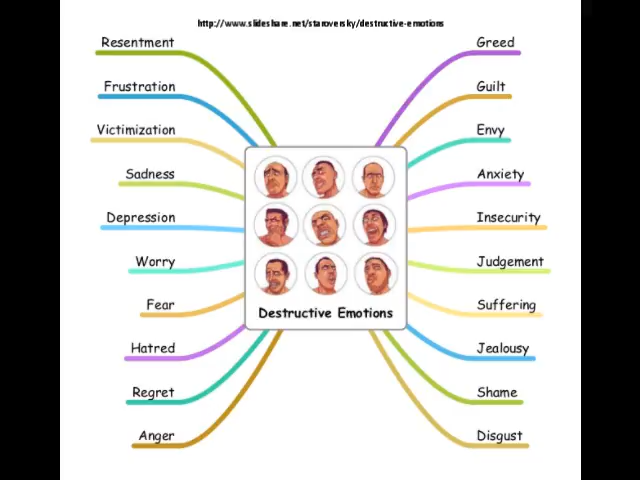 http://www.slideshare.net/staroversky/destructive-emotions
Resentment
Frustration
Victimization
Sadness
Depression
Worry
Fear
Hatred
Regret
Anger
Destructive Emotions
Greed
Guilt
Envy
Anxiety
Insecurity
Judgement
Suffering
Jealousy
Shame
Disgust